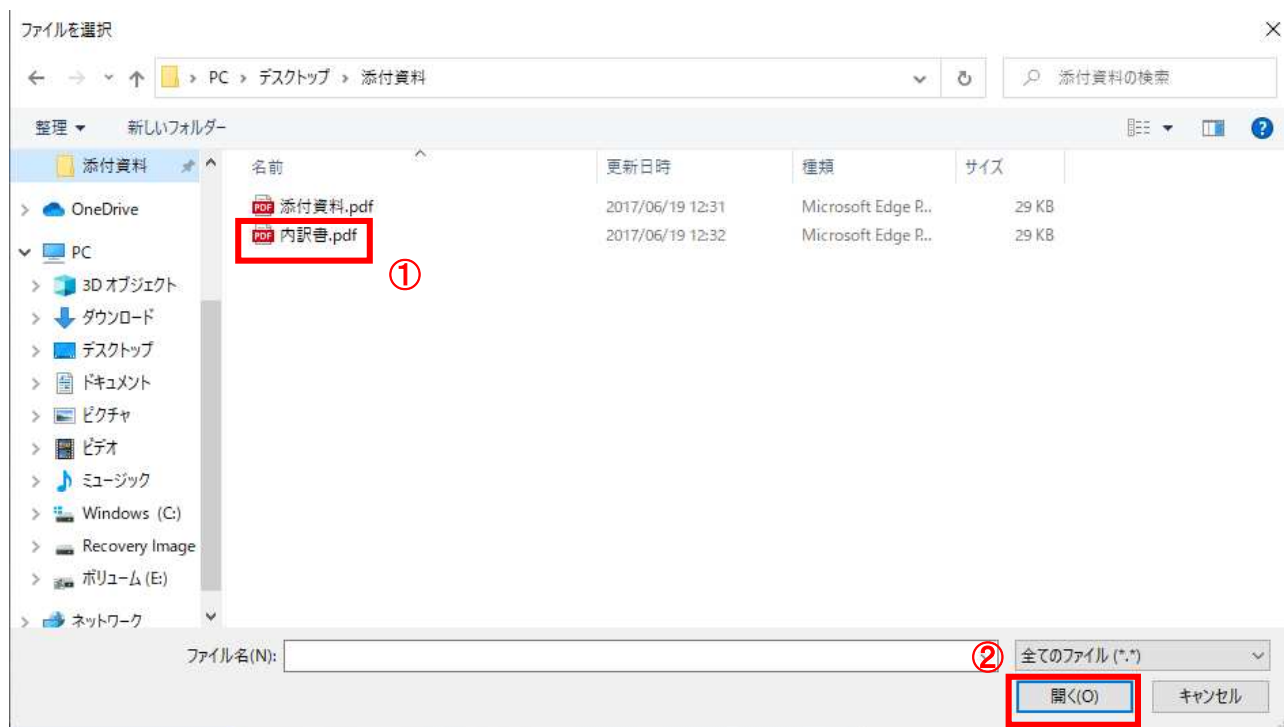 ファイルを選択
PC › デスクトップ › 添付資料
添付資料の検索
整理
新しいフォルダー
添付資料
名前
更新日時
種類
サイズ
OneDrive
PDF 添付資料.pdf
2017/06/19 12:31
Microsoft Edge P...
29 KB
PDF 内訳書.pdf
2017/06/19 12:32
Microsoft Edge P...
29 KB
①
PC
3D オブジェクト
ダウンロード
デスクトップ
ドキュメント
ピクチャ
ビデオ
ミュージック
Windows (C:)
Recovery Image
ボリューム (E:)
ネットワーク
ファイル名(N):
②
全てのファイル (*.*)
開く(O)
キャンセル